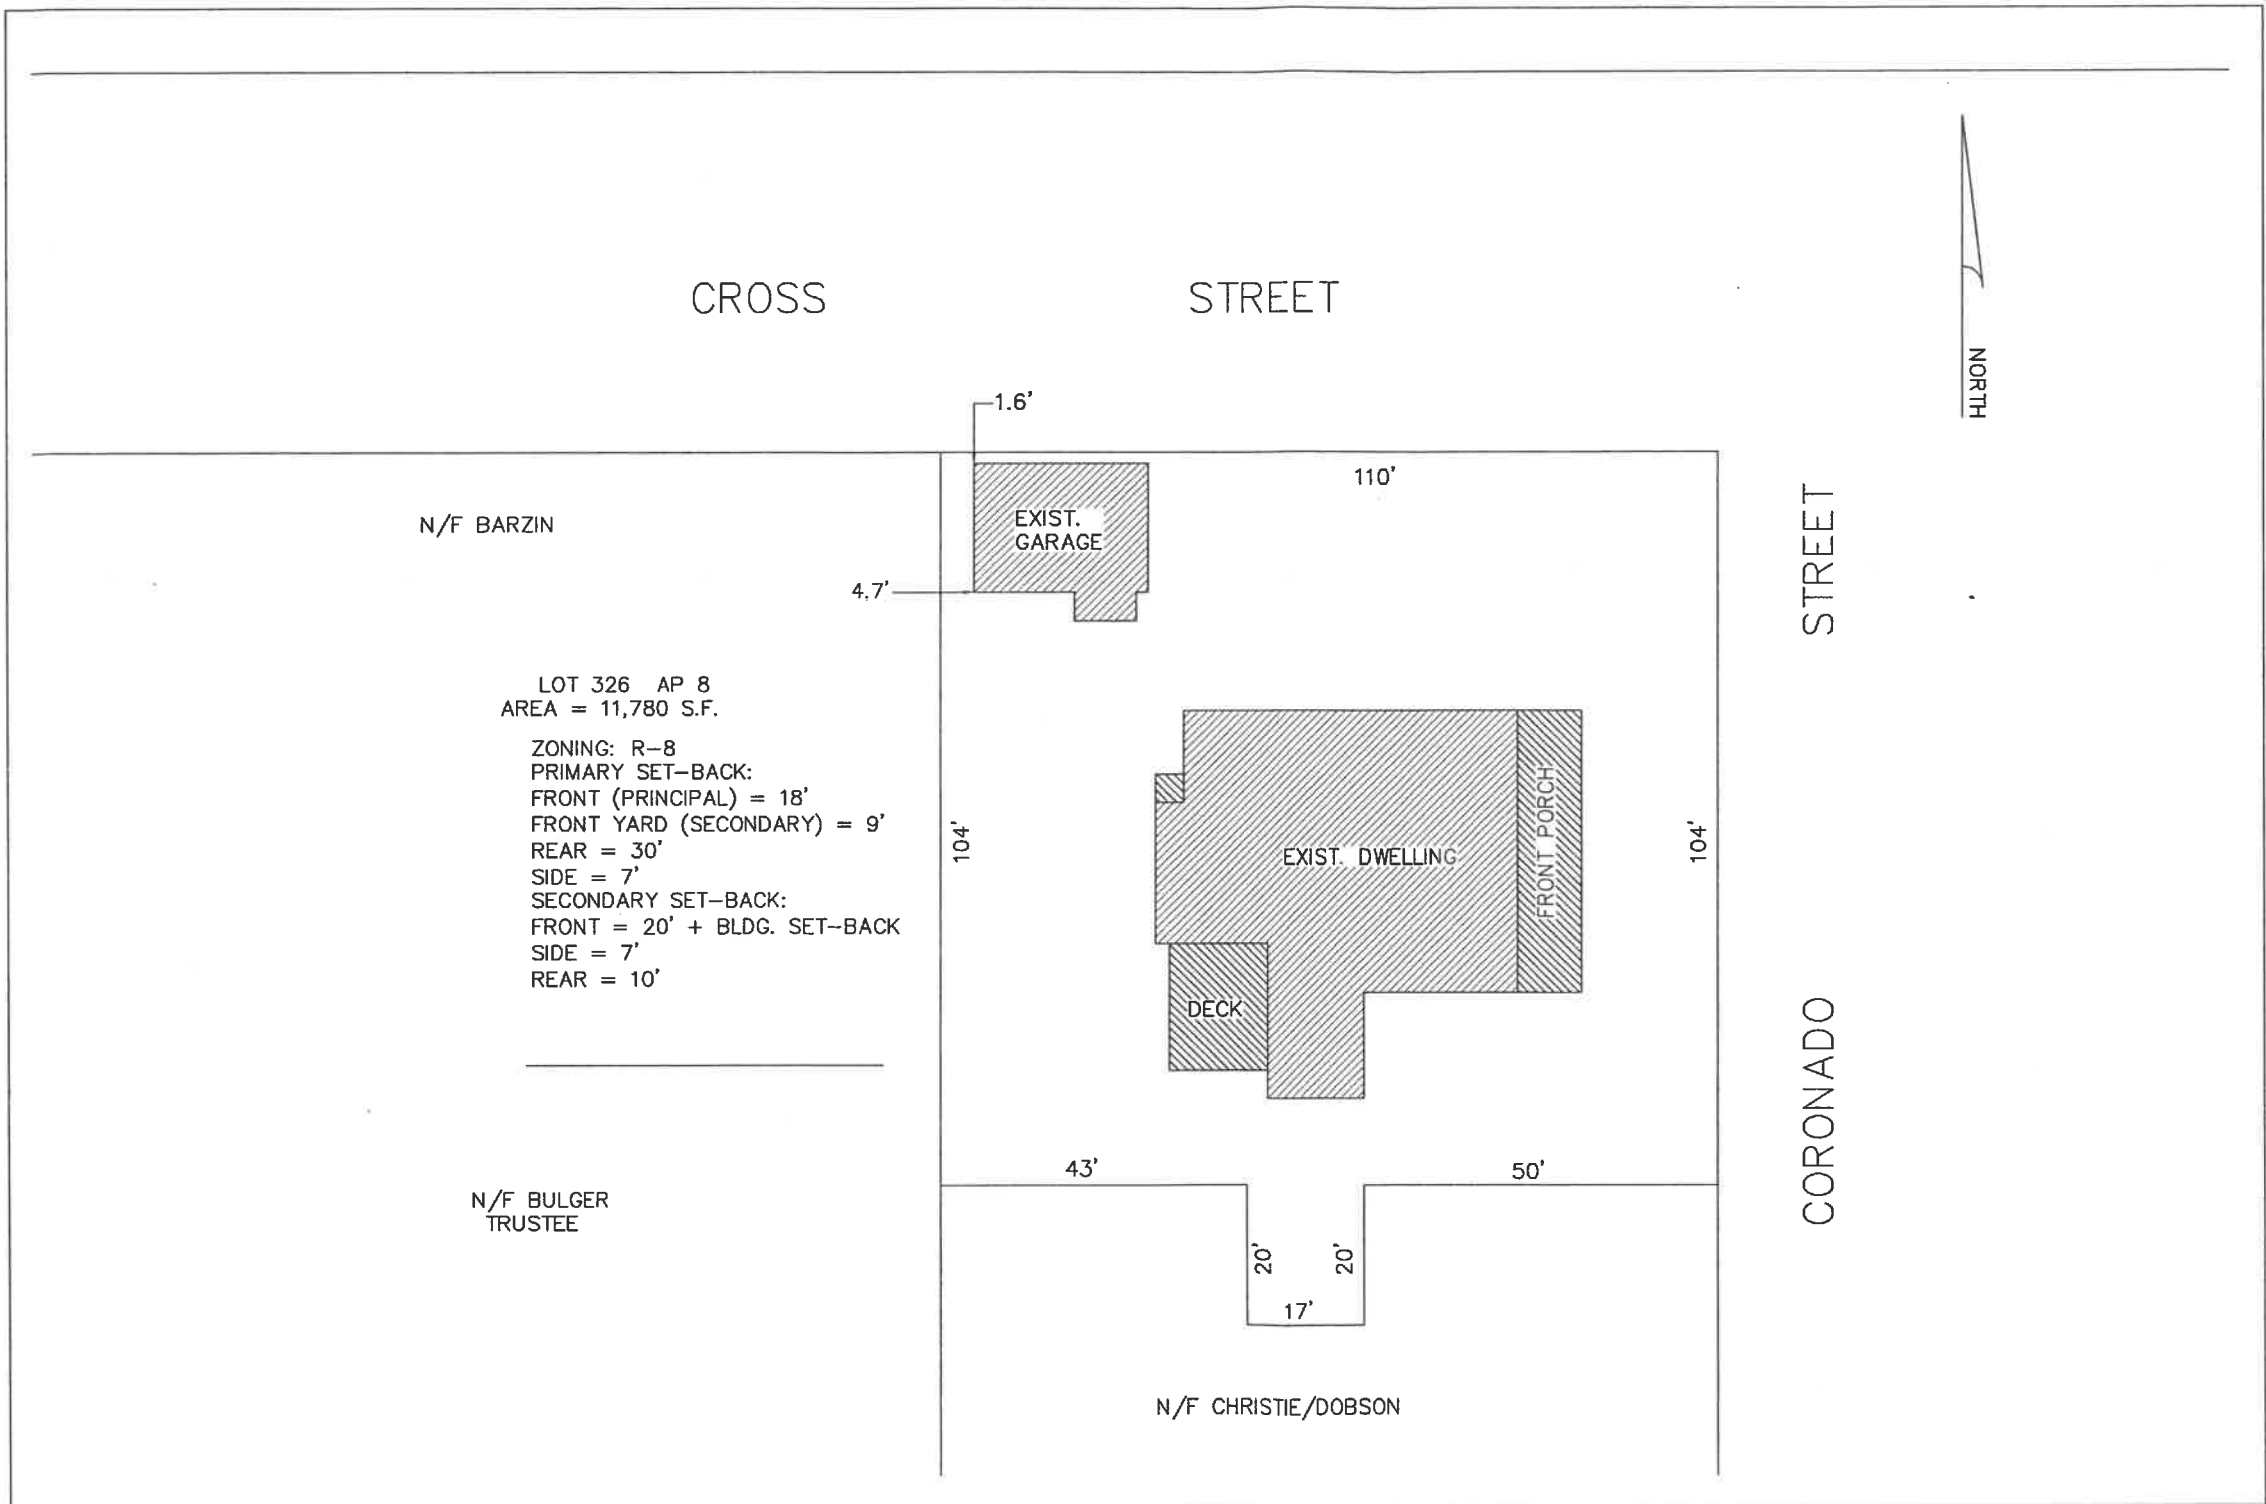 CROSS STREET
NORTH
1.6'
110'
N/F BARZIN
EXIST.
GARAGE
4.7'
STREET
LOT 326 AP 8
AREA = 11,780 S.F.
ZONING: R-8
PRIMARY SET-BACK:
FRONT (PRINCIPAL) = 18'
FRONT YARD (SECONDARY) = 9'
REAR = 30'
SIDE = 7'
SECONDARY SET-BACK:
FRONT = 20' + BLDG. SET-BACK
SIDE = 7'
REAR = 10'
104'
EXIST. DWELLING
FRONT PORCH
104'
DECK
CORONADO
43'
50'
N/F BULGER
TRUSTEE
20'
20'
17'
N/F CHRISTIE/DOBSON